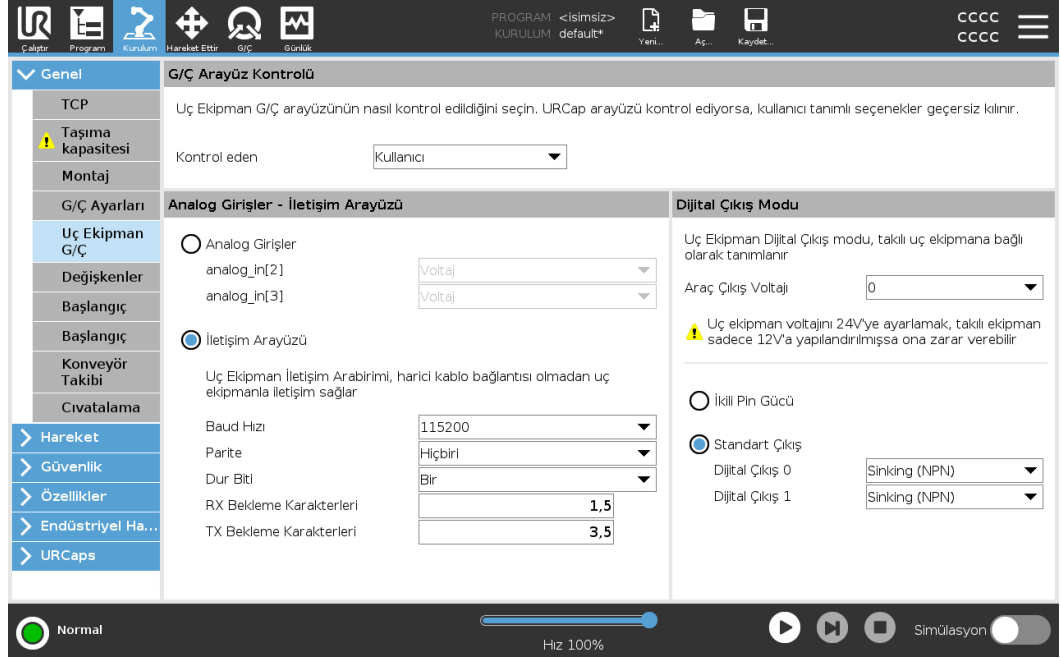 UR
PROGRAM <isimsiz>
KURULUM default*
Çalıştır
Program
Kurulum
Hareket Ettir
G/Ç
Günlük
Yeni...
Aç...
Kaydet...
CCCC
CCCC
Genel
TCP
Taşıma
kapasitesi
Montaj
G/Ç Ayarları
Uç Ekipman
G/Ç
Değişkenler
Başlangıç
Başlangıç
Konveyör
Takibi
Cıvatalama
Hareket
Güvenlik
Özellikler
Endüstriyel Ha...
URCaps
G/Ç Arayüz Kontrolü
Uç Ekipman G/Ç arayüzünün nasıl kontrol edildiğini seçin. URCap arayüzü kontrol ediyorsa, kullanıcı tanımlı seçenekler geçersiz kılınır.
Kontrol eden Kullanıcı
Analog Girişler - İletişim Arayüzü
Analog Girişler
analog_in[2] Voltaj
analog_in[3] Voltaj
İletişim Arayüzü
Uç Ekipman İletişim Arabirimi, harici kablo bağlantısı olmadan uç
ekipmanla iletişim sağlar
Baud Hızı 115200
Parite Hiçbiri
Dur Biti Bir
RX Bekleme Karakterleri 1,5
TX Bekleme Karakterleri 3,5
Dijital Çıkış Modu
Uç Ekipman Dijital Çıkış modu, takılı uç ekipmana bağlı
olarak tanımlanır
Araç Çıkış Voltajı 0
Uç ekipman voltajını 24V'ye ayarlamak, takılı ekipman
sadece 12V'a yapılandırılmışsa ona zarar verebilir
İkili Pin Gücü
Standart Çıkış
Dijital Çıkış 0 Sinking (NPN)
Dijital Çıkış 1 Sinking (NPN)
Normal
Hız 100%
Simülasyon